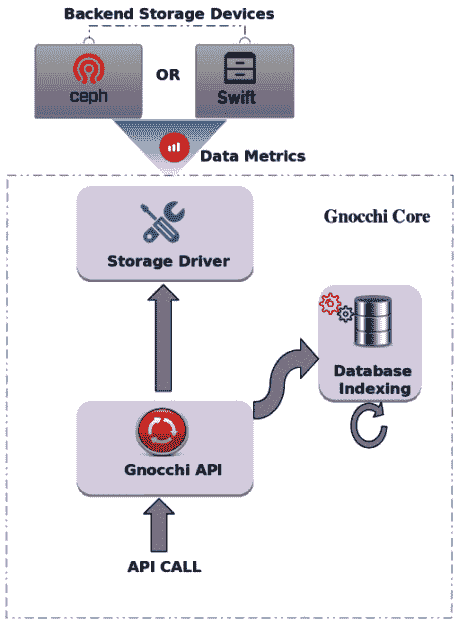 Backend Storage Devices
ceph
OR
Swift
Data Metrics
Gnocchi Core
Storage Driver
Database
Indexing
Gnocchi API
API CALL